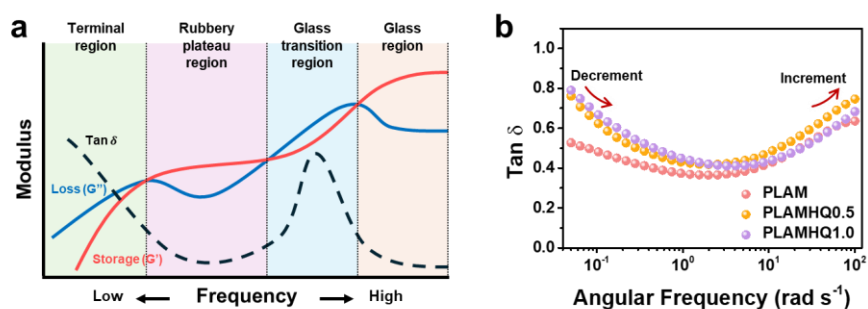 a
Terminal
region
Rubbery
plateau
region
Glass
transition
region
Glass
region
Modulus
Tan δ
Loss (G'')
Storage (G')
Low
Frequency
High
b
Tan δ
1.0
0.8
0.6
0.4
0.2
0.0
Decrement
Increment
PLAM
PLAMHQ0.5
PLAMHQ1.0
10⁻¹
10⁰
10¹
10²
Angular Frequency (rad s⁻¹)